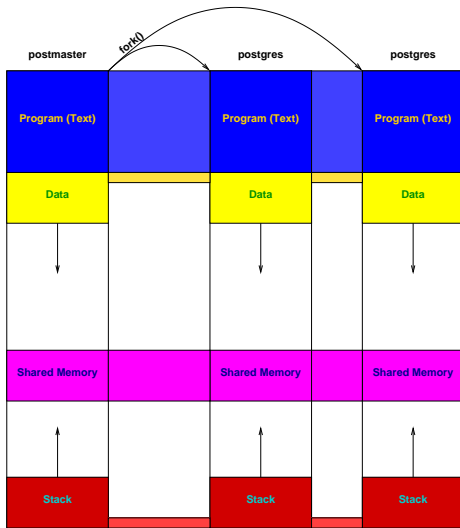 fork()
postmaster postgres postgres
Program (Text) Program (Text) Program (Text)
Data Data Data
Shared Memory Shared Memory Shared Memory
Stack Stack Stack